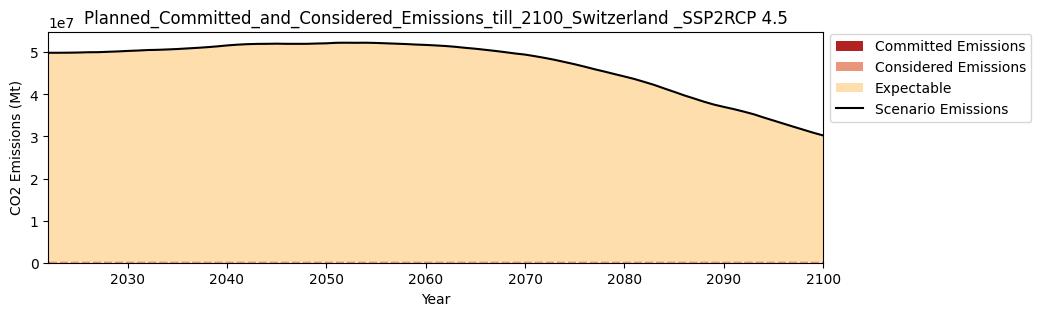 Planned_Committed_and_Considered_Emissions_till_2100_Switzerland _SSP2RCP 4.5
1e7
5
4
3
2
1
0
CO2 Emissions (Mt)
2030 2040 2050 2060 2070 2080 2090 2100
Year
Committed Emissions
Considered Emissions
Expectable
Scenario Emissions